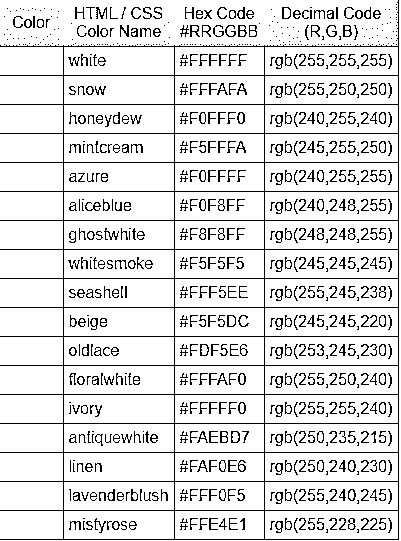 Color HTML / CSS Color Name Hex Code #RRGGBB Decimal Code (R,G,B)
white #FFFFFF rgb(255,255,255)
snow #FFFAFA rgb(255,250,250)
honeydew #F0FFF0 rgb(240,255,240)
mintcream #F5FFFA rgb(245,255,250)
azure #F0FFFF rgb(240,255,255)
aliceblue #F0F8FF rgb(240,248,255)
ghostwhite #F8F8FF rgb(248,248,255)
whitesmoke #F5F5F5 rgb(245,245,245)
seashell #FFF5EE rgb(255,245,238)
beige #F5F5DC rgb(245,245,220)
oldlace #FDF5E6 rgb(253,245,230)
floralwhite #FFFAF0 rgb(255,250,240)
ivory #FFFFF0 rgb(255,255,240)
antiquewhite #FAEBD7 rgb(250,235,215)
linen #FAF0E6 rgb(250,240,230)
lavenderblush #FFF0F5 rgb(255,240,245)
mistyrose #FFE4E1 rgb(255,228,225)